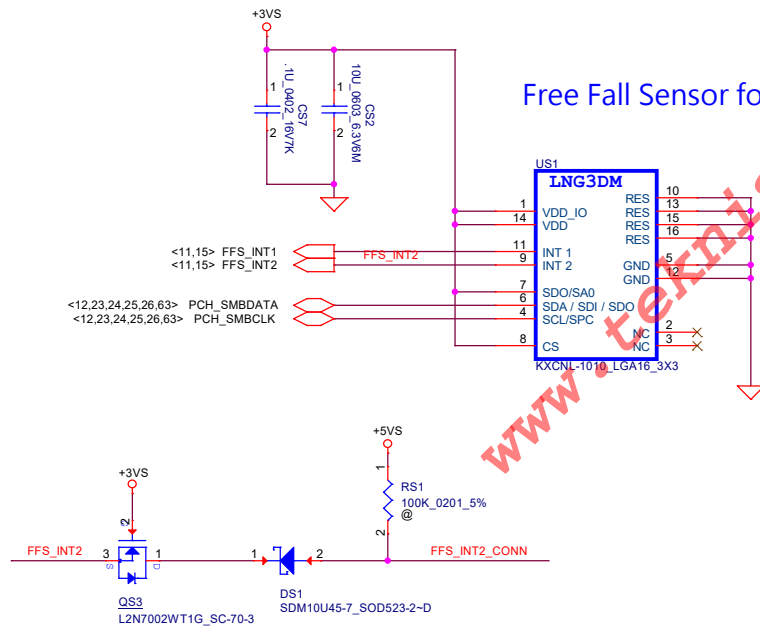 +3VS
1
2
.1U_0402_16V7K
CS7
1
2
10U_0603_6.3V6M
CS2
Free Fall Sensor fo
US1
LNG3DM
1 VDD_IO
14 VDD
11 INT 1
9 INT 2
7 SDO/SA0
6 SDA / SDI / SDO
4 SCL/SPC
8 CS
RES 10
RES 13
RES 15
RES 16
GND 5
GND 12
NC 2
NC 3
KXCNL-1010_LGA16_3X3
<11,15> FFS_INT1
<11,15> FFS_INT2
FFS_INT2
<12,23,24,25,26,63> PCH_SMBDATA
<12,23,24,25,26,63> PCH_SMBCLK
www.teknis
+5VS
1
RS1
100K_0201_5%
@
2
+3VS
2
FFS_INT2
3
S
1
D
QS3
L2N7002WT1G_SC-70-3
1
2
DS1
SDM10U45-7_SOD523-2~D
FFS_INT2_CONN